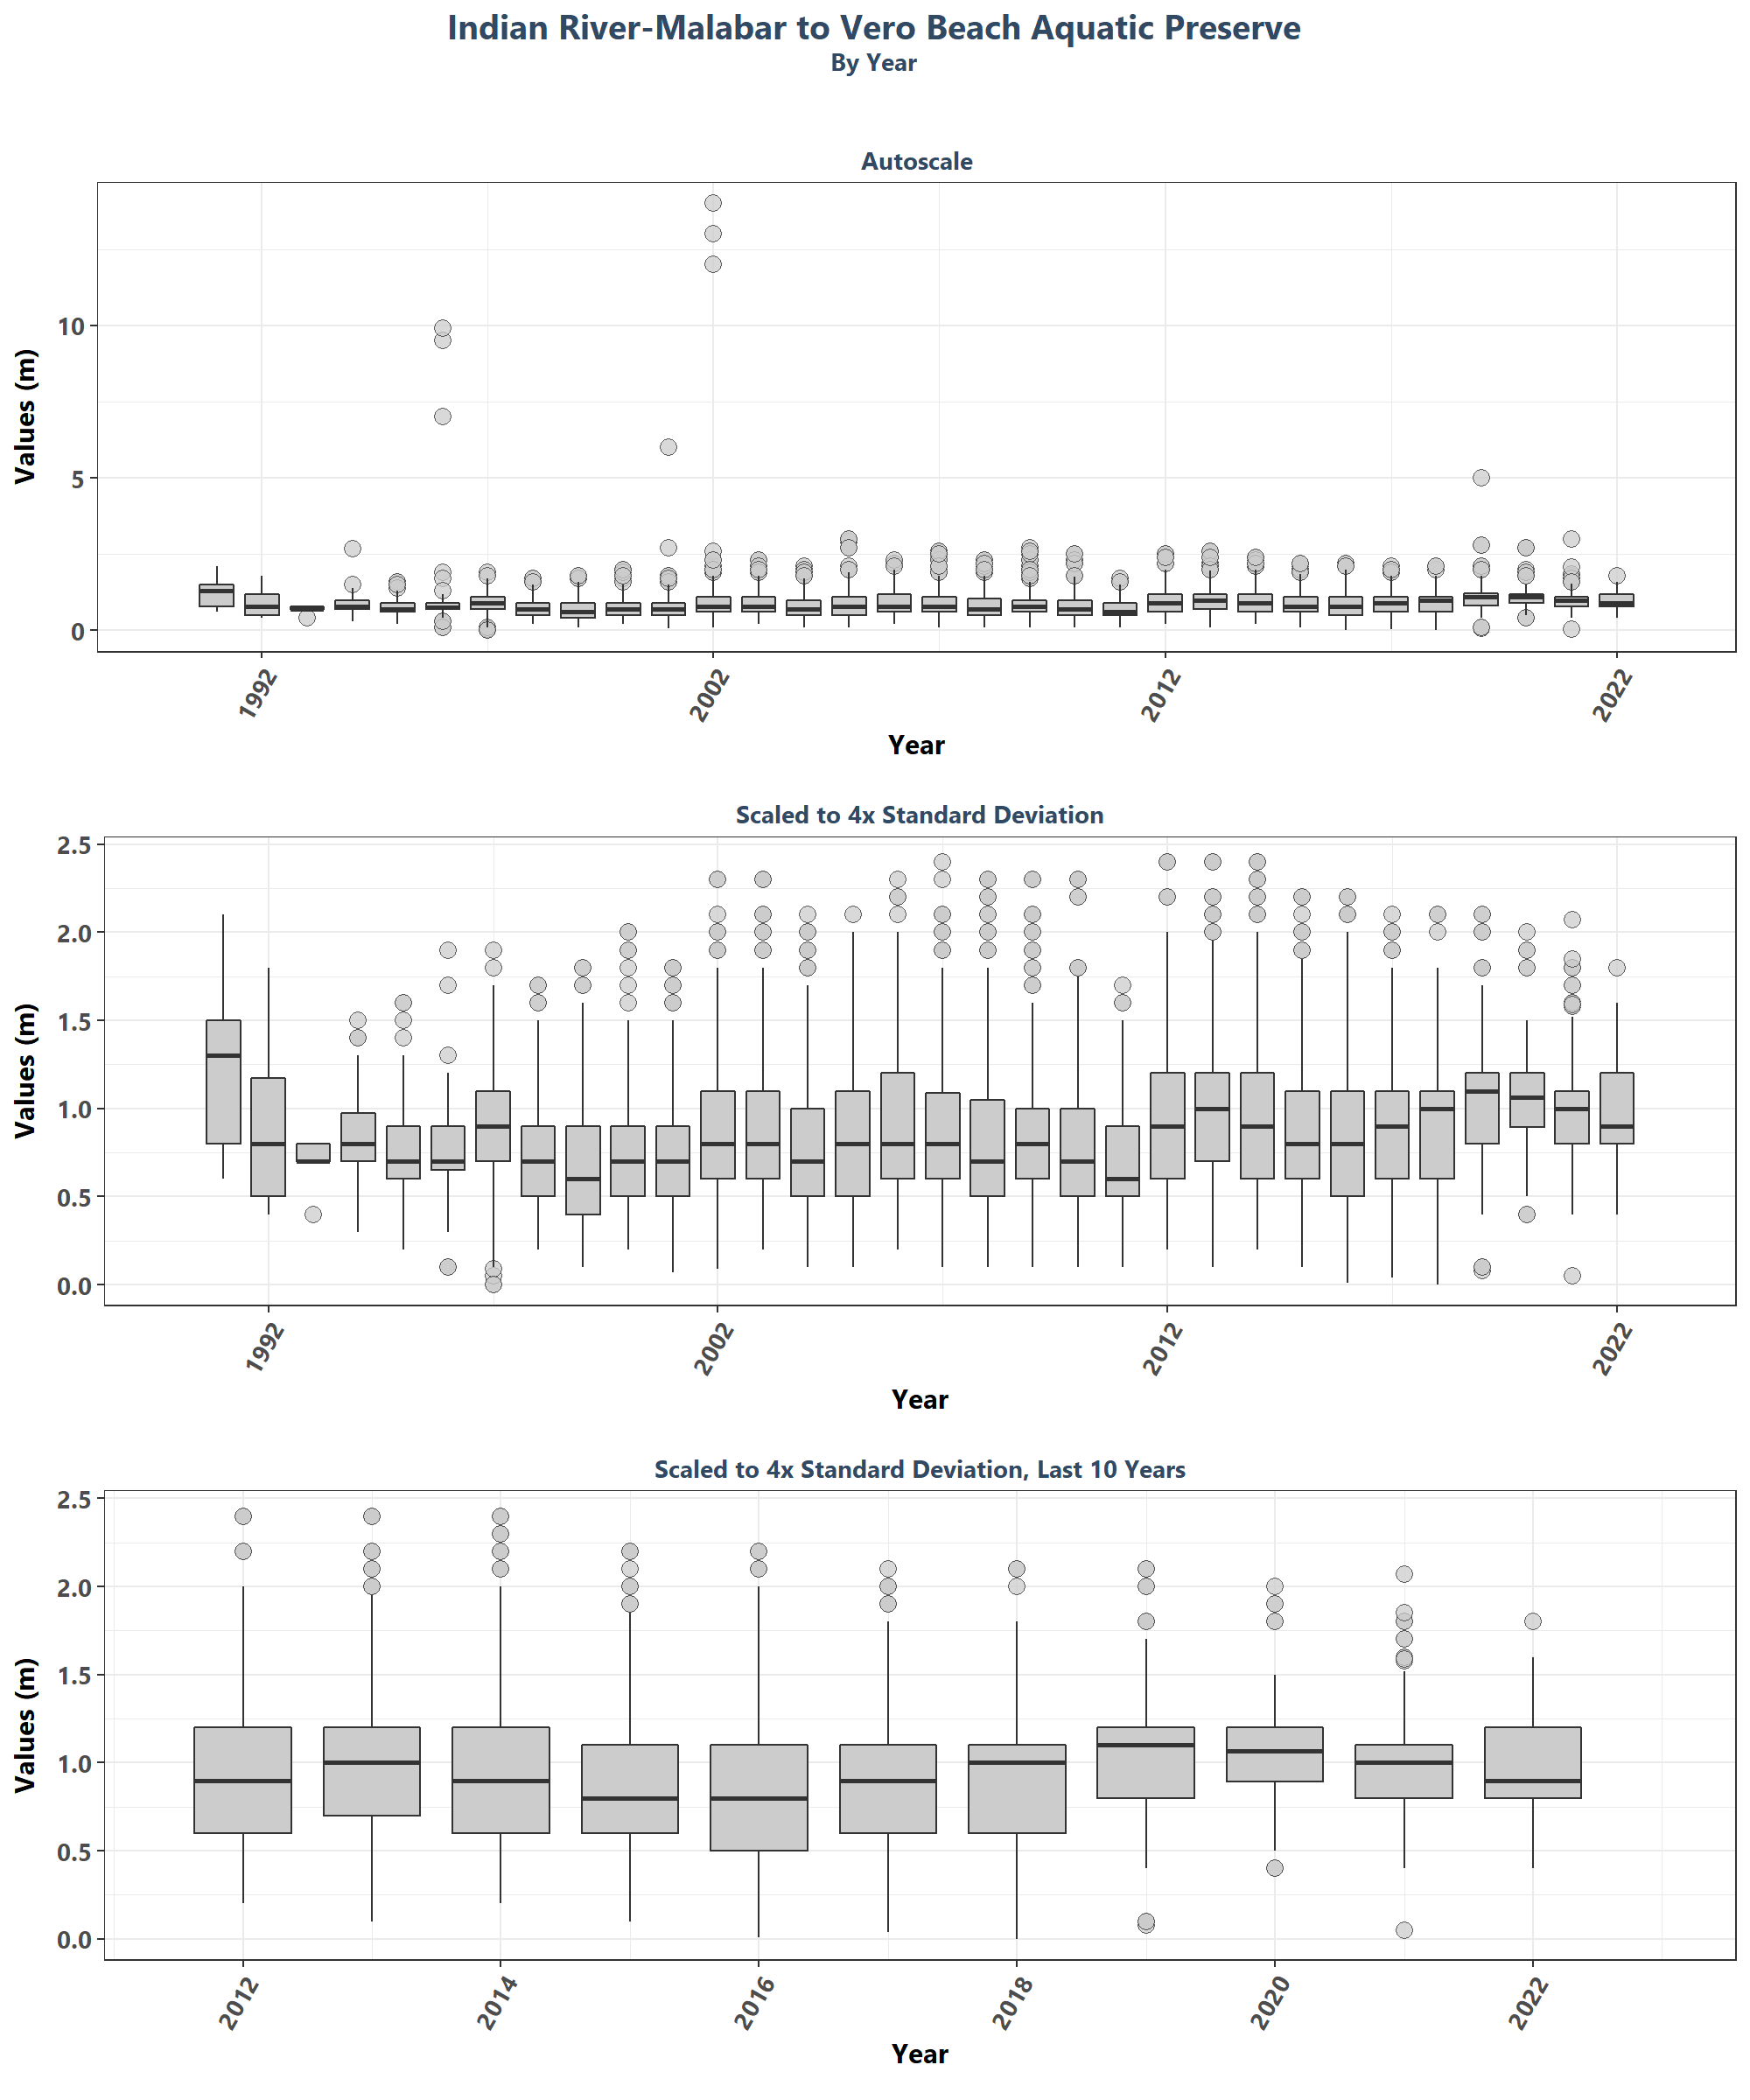 Indian River-Malabar to Vero Beach Aquatic Preserve
By Year
Autoscale
Values (m)
10
5
0
1992
2002
2012
2022
Year
Scaled to 4x Standard Deviation
Values (m)
2.5
2.0
1.5
1.0
0.5
0.0
1992
2002
2012
2022
Year
Scaled to 4x Standard Deviation, Last 10 Years
Values (m)
2.5
2.0
1.5
1.0
0.5
0.0
2012
2014
2016
2018
2020
2022
Year